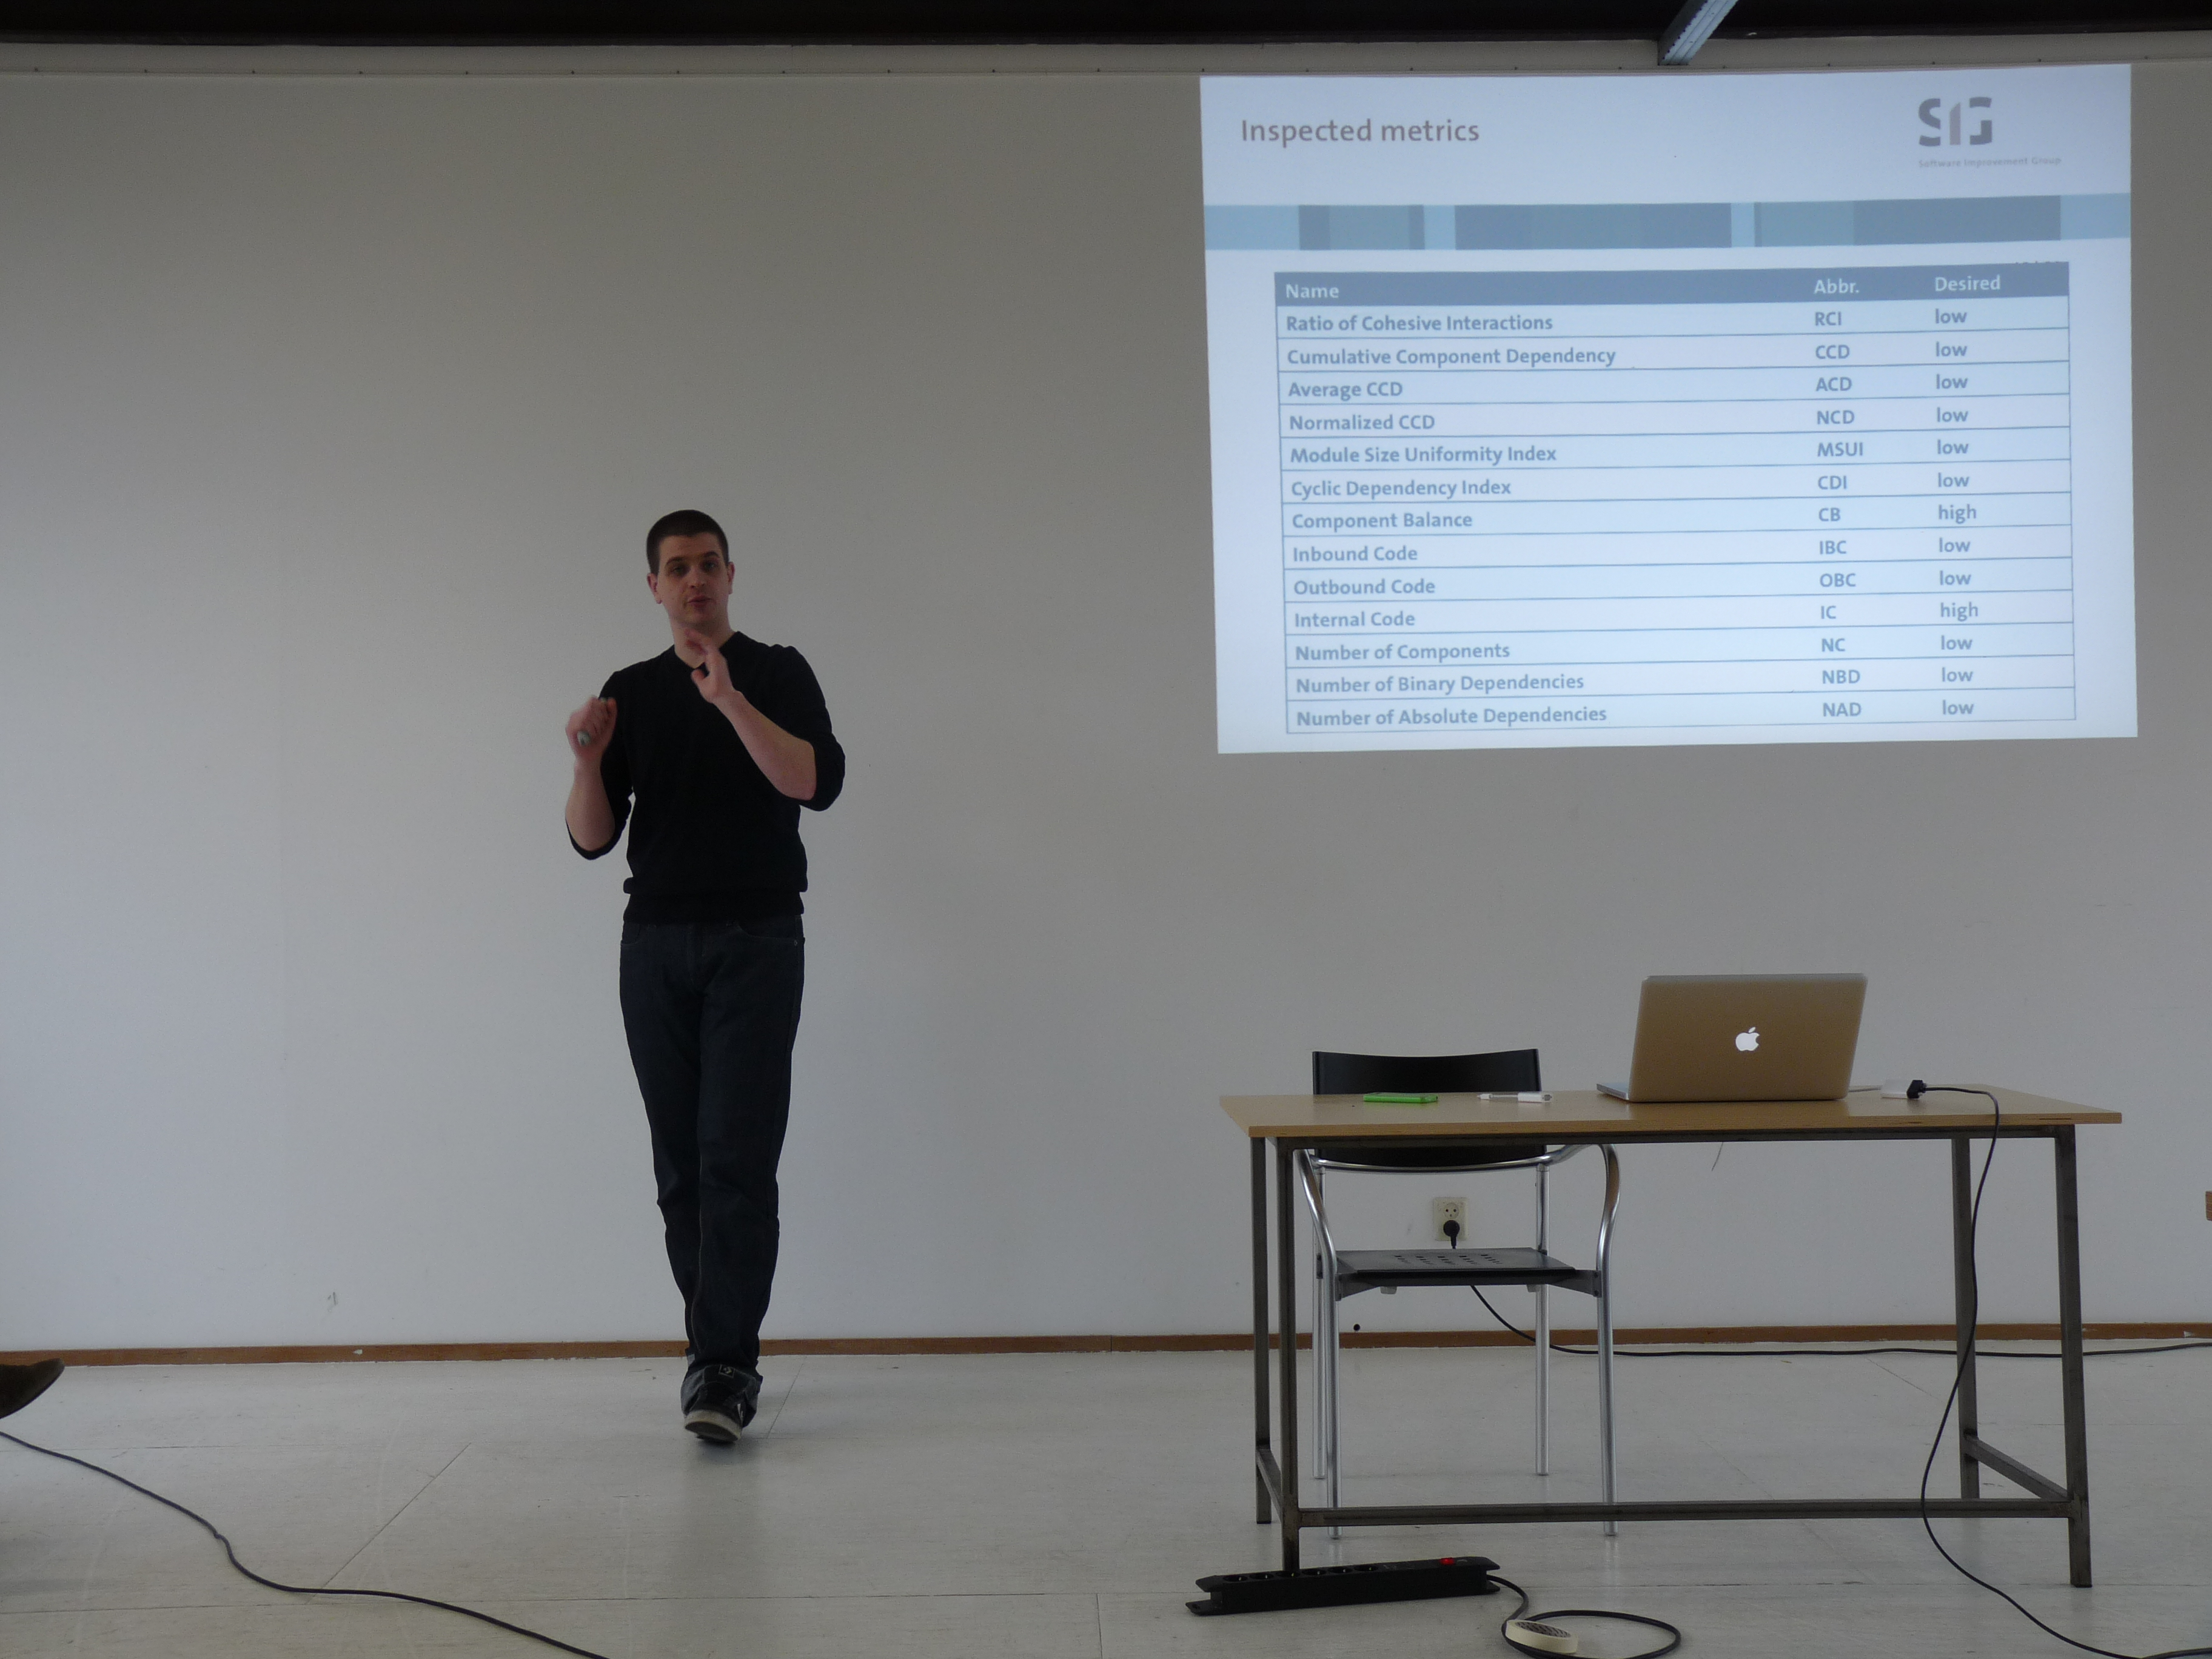 Inspected metrics
SIG
Software Improvement Group
Name Abbr. Desired
Ratio of Cohesive Interactions RCI low
Cumulative Component Dependency CCD low
Average CCD ACD low
Normalized CCD NCD low
Module Size Uniformity Index MSUI low
Cyclic Dependency Index CDI low
Component Balance CB high
Inbound Code IBC low
Outbound Code OBC low
Internal Code IC high
Number of Components NC low
Number of Binary Dependencies NBD low
Number of Absolute Dependencies NAD low